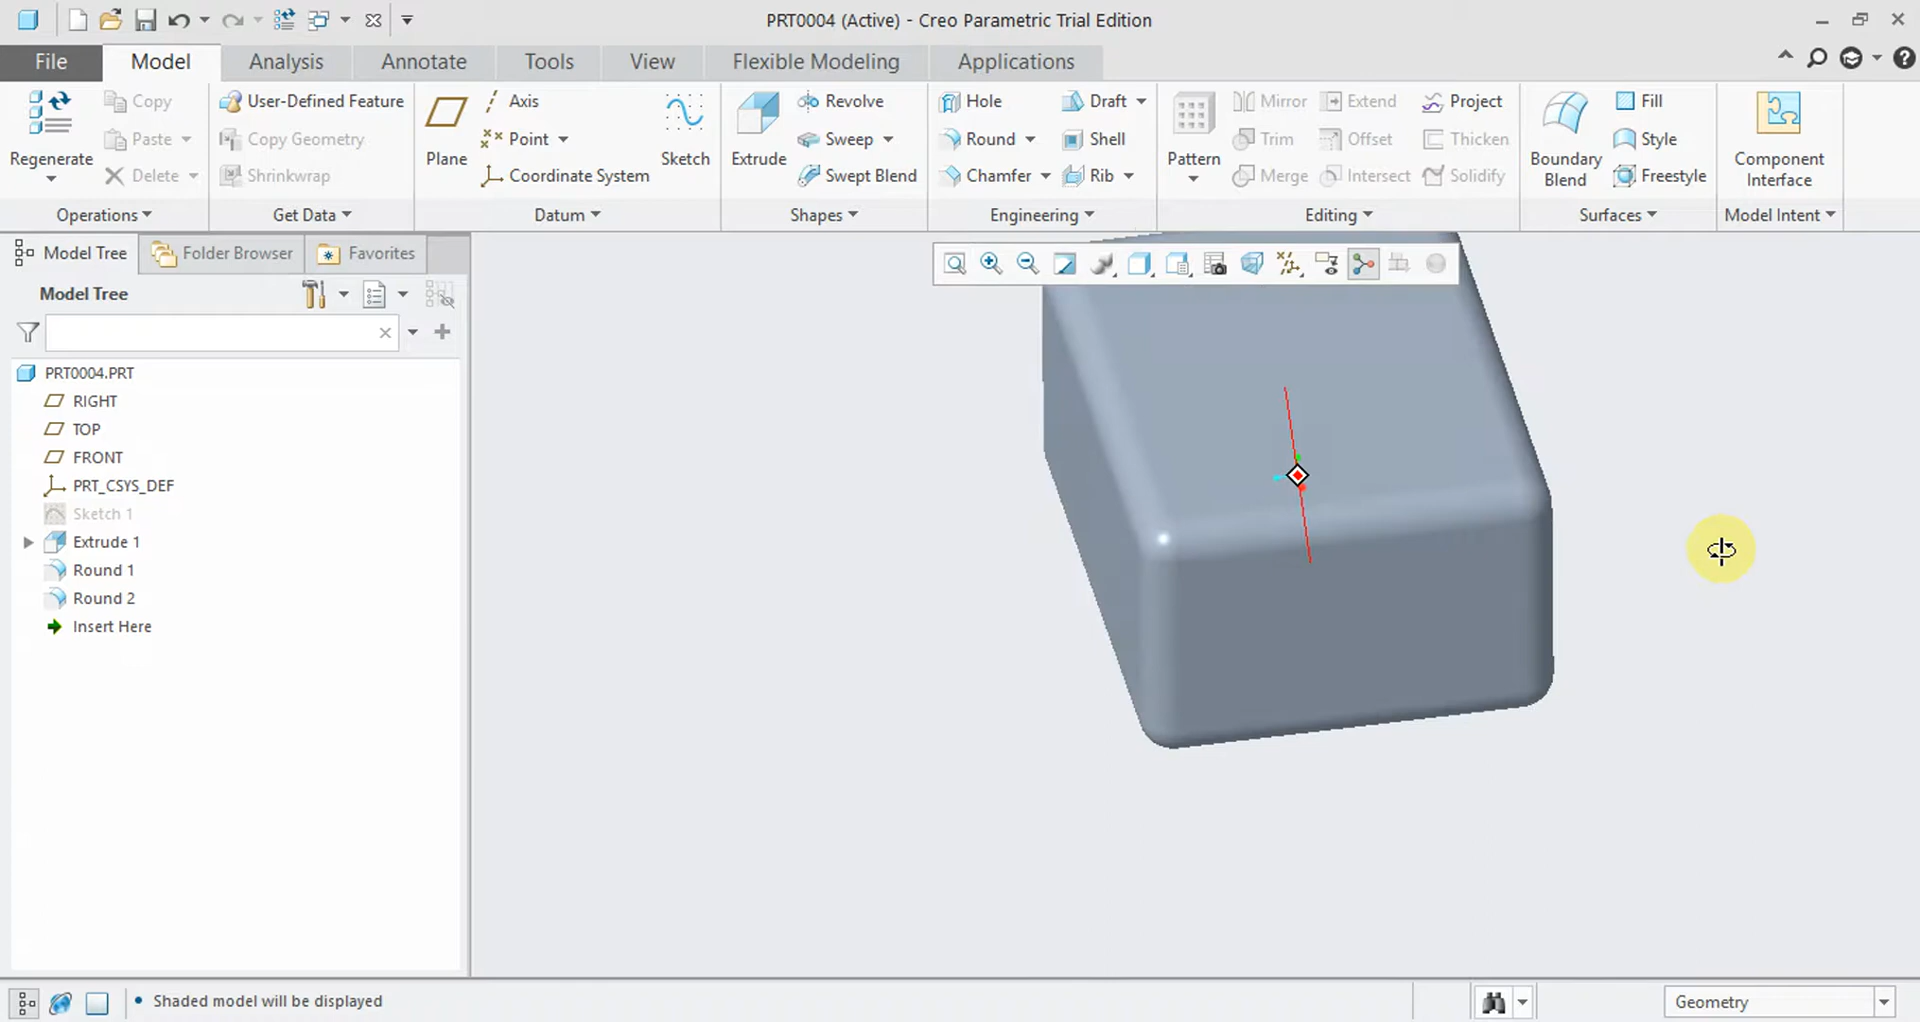 PRT0004 (Active) - Creo Parametric Trial Edition
File Model Analysis Annotate Tools View Flexible Modeling Applications
Regenerate
Copy
Paste
Delete
Operations
User-Defined Feature
Copy Geometry
Shrinkwrap
Get Data
Plane
Axis
Point
Coordinate System
Sketch
Datum
Extrude
Revolve
Sweep
Swept Blend
Shapes
Hole
Round
Chamfer
Draft
Shell
Rib
Engineering
Pattern
Mirror
Trim
Merge
Extend
Offset
Intersect
Project
Thicken
Solidify
Editing
Boundary
Blend
Fill
Style
Freestyle
Surfaces
Component
Interface
Model Intent
Model Tree Folder Browser Favorites
Model Tree
PRT0004.PRT
RIGHT
TOP
FRONT
PRT_CSYS_DEF
Sketch 1
Extrude 1
Round 1
Round 2
Insert Here
Shaded model will be displayed
Geometry